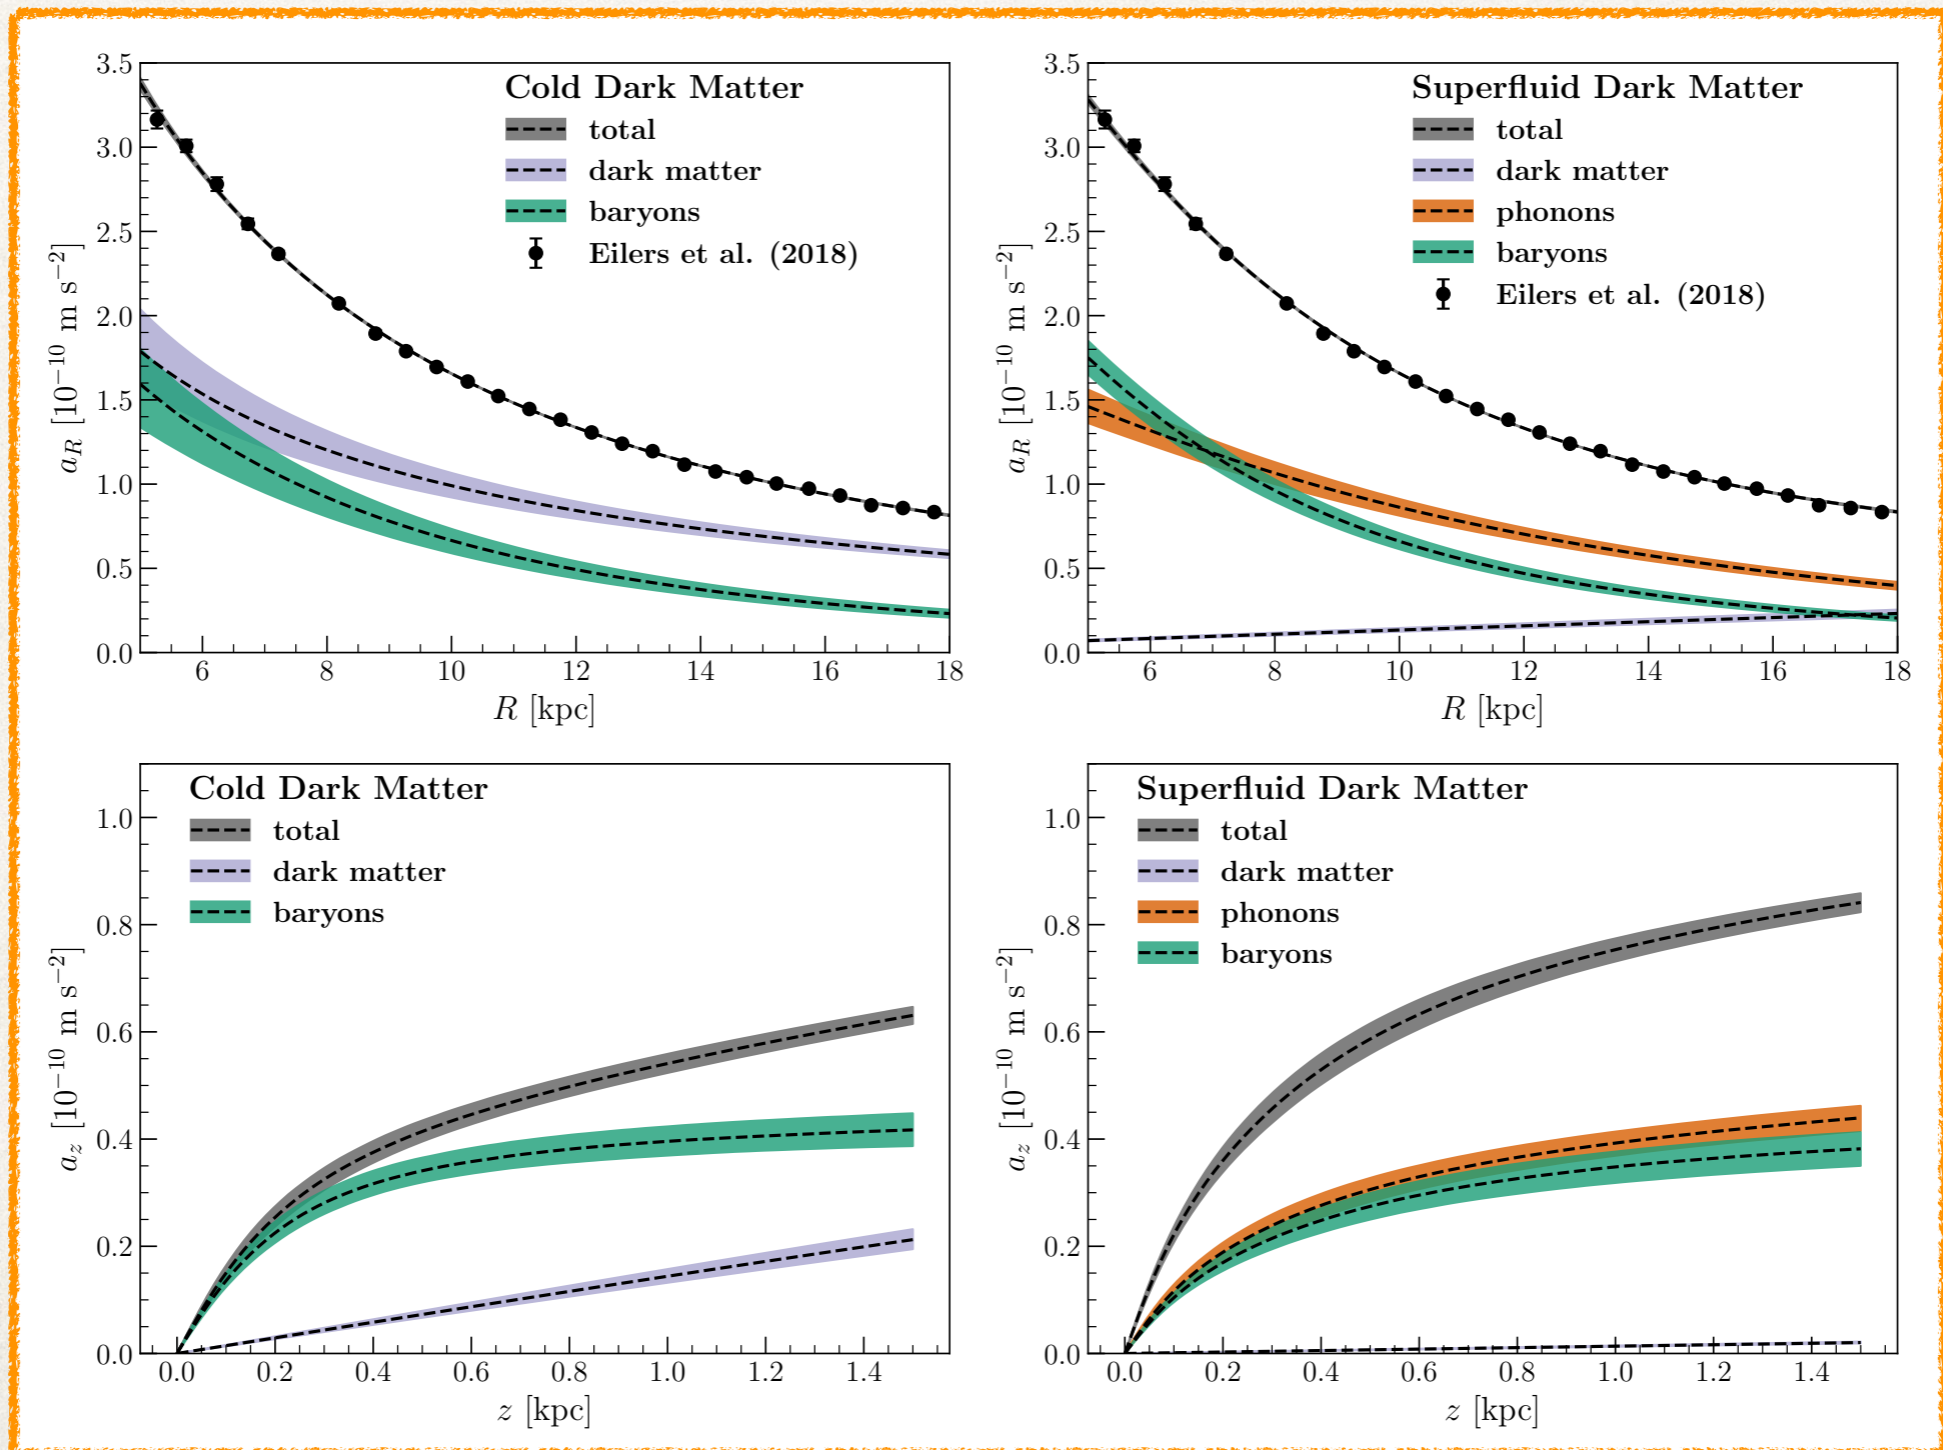 Cold Dark Matter
total
dark matter
baryons
Eilers et al. (2018)
3.5
3.0
2.5
2.0
1.5
1.0
0.5
0.0
a_R [10^{-10} m s^{-2}]
6 8 10 12 14 16 18
R [kpc]
Superfluid Dark Matter
total
dark matter
phonons
baryons
Eilers et al. (2018)
3.5
3.0
2.5
2.0
1.5
1.0
0.5
0.0
a_R [10^{-10} m s^{-2}]
6 8 10 12 14 16 18
R [kpc]
Cold Dark Matter
total
dark matter
baryons
1.0
0.8
0.6
0.4
0.2
0.0
a_z [10^{-10} m s^{-2}]
0.0 0.2 0.4 0.6 0.8 1.0 1.2 1.4
z [kpc]
Superfluid Dark Matter
total
dark matter
phonons
baryons
1.0
0.8
0.6
0.4
0.2
0.0
a_z [10^{-10} m s^{-2}]
0.0 0.2 0.4 0.6 0.8 1.0 1.2 1.4
z [kpc]